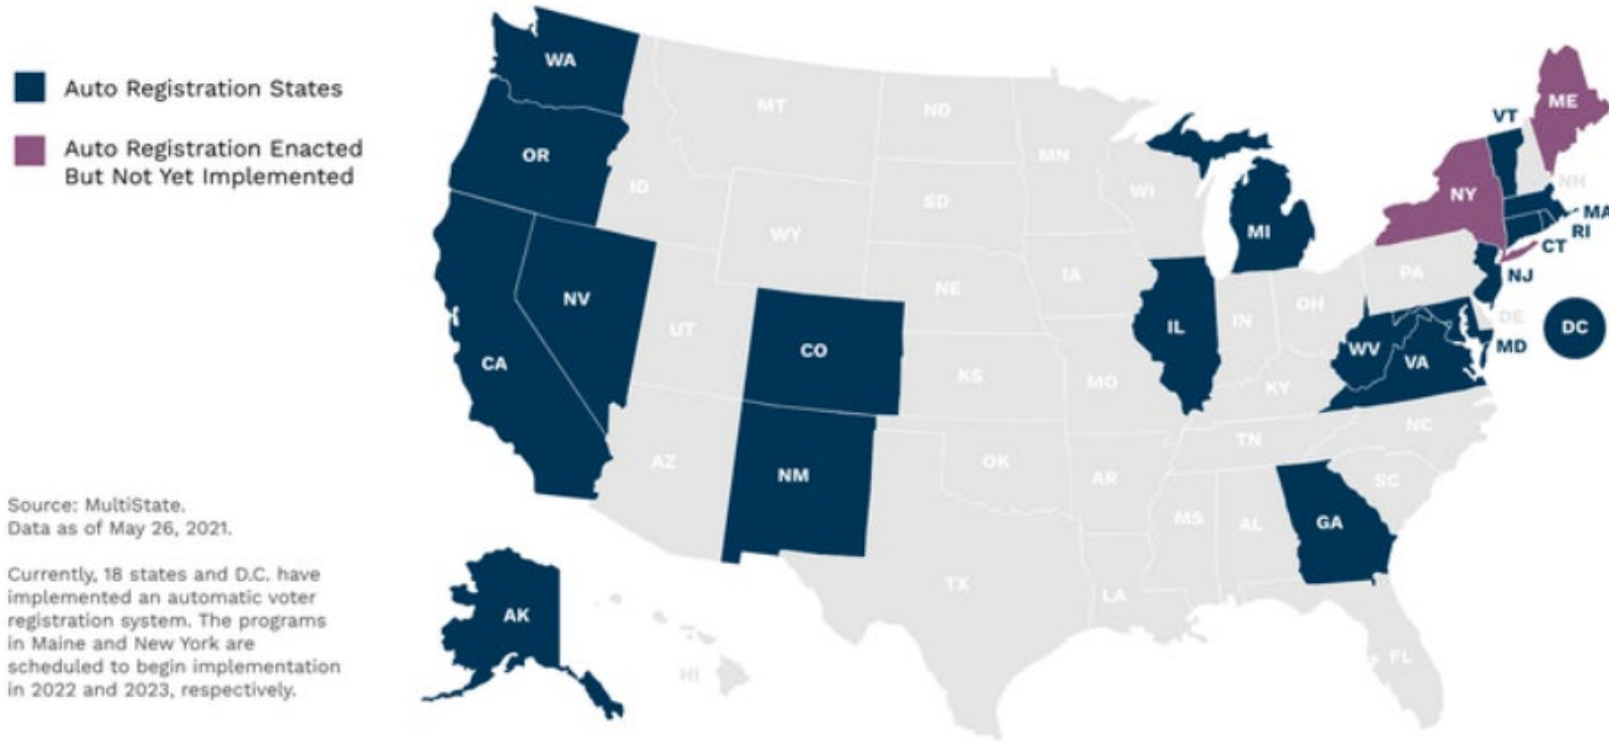 Auto Registration States
Auto Registration Enacted
But Not Yet Implemented
Source: MultiState.
Data as of May 26, 2021.
Currently, 18 states and D.C. have
implemented an automatic voter
registration system. The programs
in Maine and New York are
scheduled to begin implementation
in 2022 and 2023, respectively.
WA
OR
CA
NV
ID
MT
WY
UT
AZ
CO
NM
ND
SD
NE
KS
OK
TX
MN
IA
MO
AR
LA
WI
IL
MI
IN
OH
KY
TN
MS
AL
GA
FL
SC
NC
VA
WV
PA
NY
VT
ME
NH
MA
RI
CT
NJ
DE
MD
DC
AK
HI